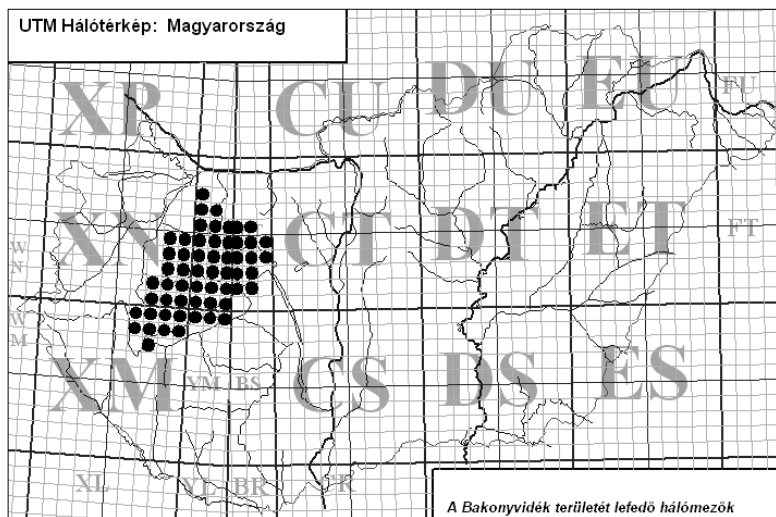 UTM Hálótérkép: Magyarország
XP CU DU EU FU
WN XN CT DT ET FT
WM XM YM BS CS DS ES
XL YL BR CR
A Bakonyvidék területét lefedő hálómezők